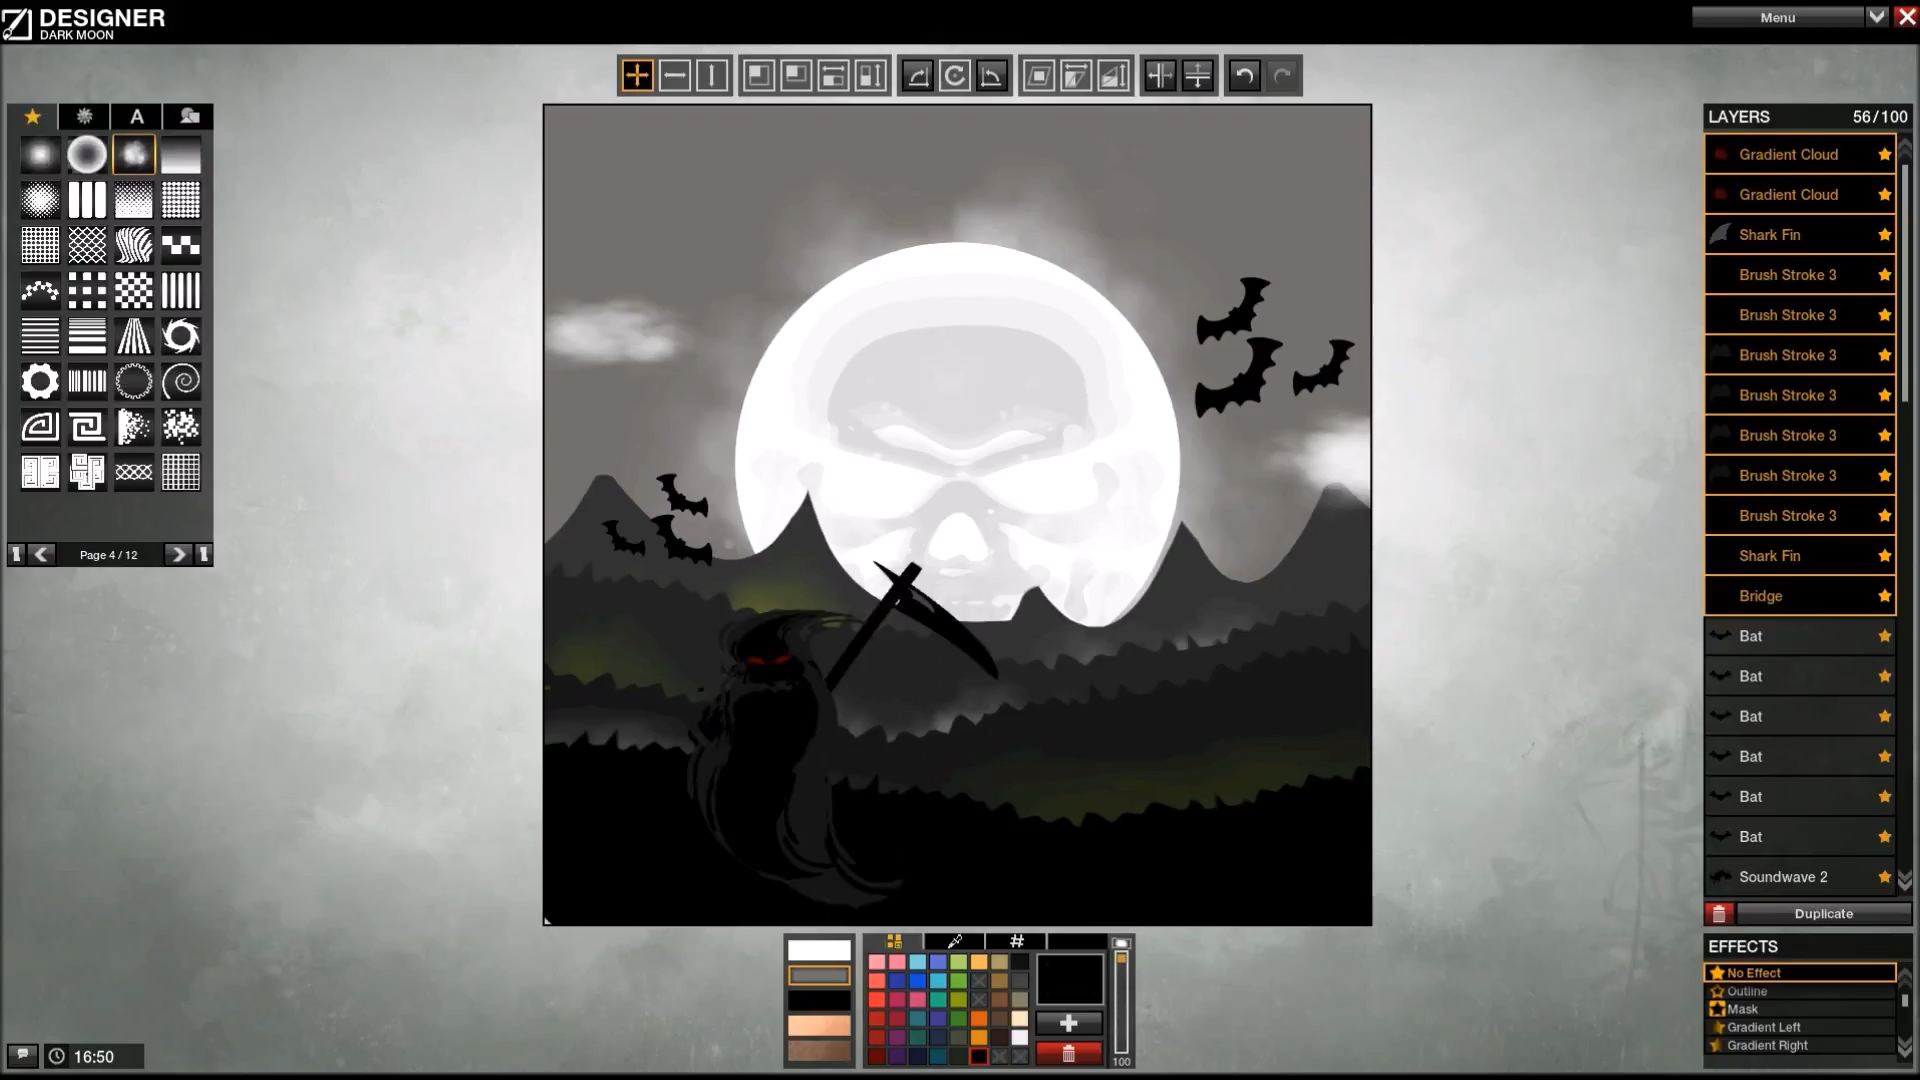 DESIGNER
DARK MOON
Menu
A
Page 4 / 12
LAYERS 56/100
Gradient Cloud
Gradient Cloud
Shark Fin
Brush Stroke 3
Brush Stroke 3
Brush Stroke 3
Brush Stroke 3
Brush Stroke 3
Brush Stroke 3
Brush Stroke 3
Shark Fin
Bridge
Bat
Bat
Bat
Bat
Bat
Bat
Soundwave 2
Duplicate
EFFECTS
No Effect
Outline
Mask
Gradient Left
Gradient Right
#
100
16:50